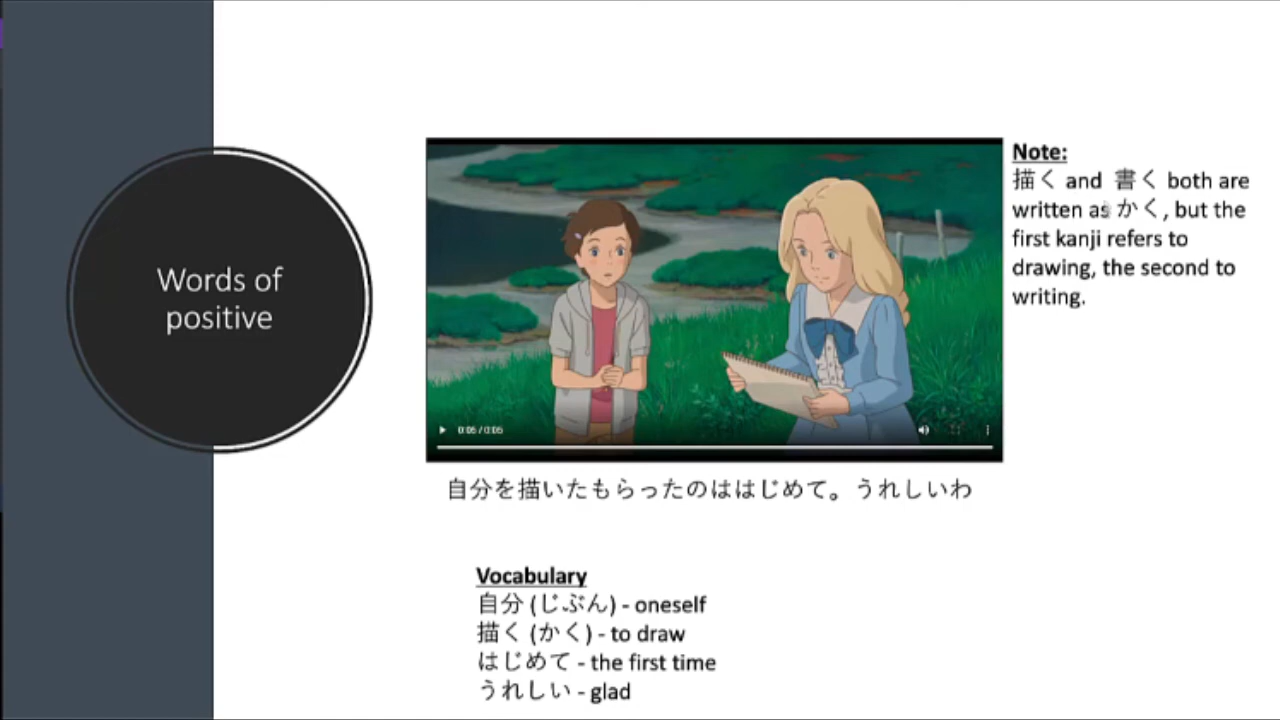 Words of
positive
Note:
描く and 書く both are
written as かく, but the
first kanji refers to
drawing, the second to
writing.
0:05 / 0:05
自分を描いたもらったのははじめて。うれしいわ
Vocabulary
自分 (じぶん) - oneself
描く (かく) - to draw
はじめて - the first time
うれしい - glad